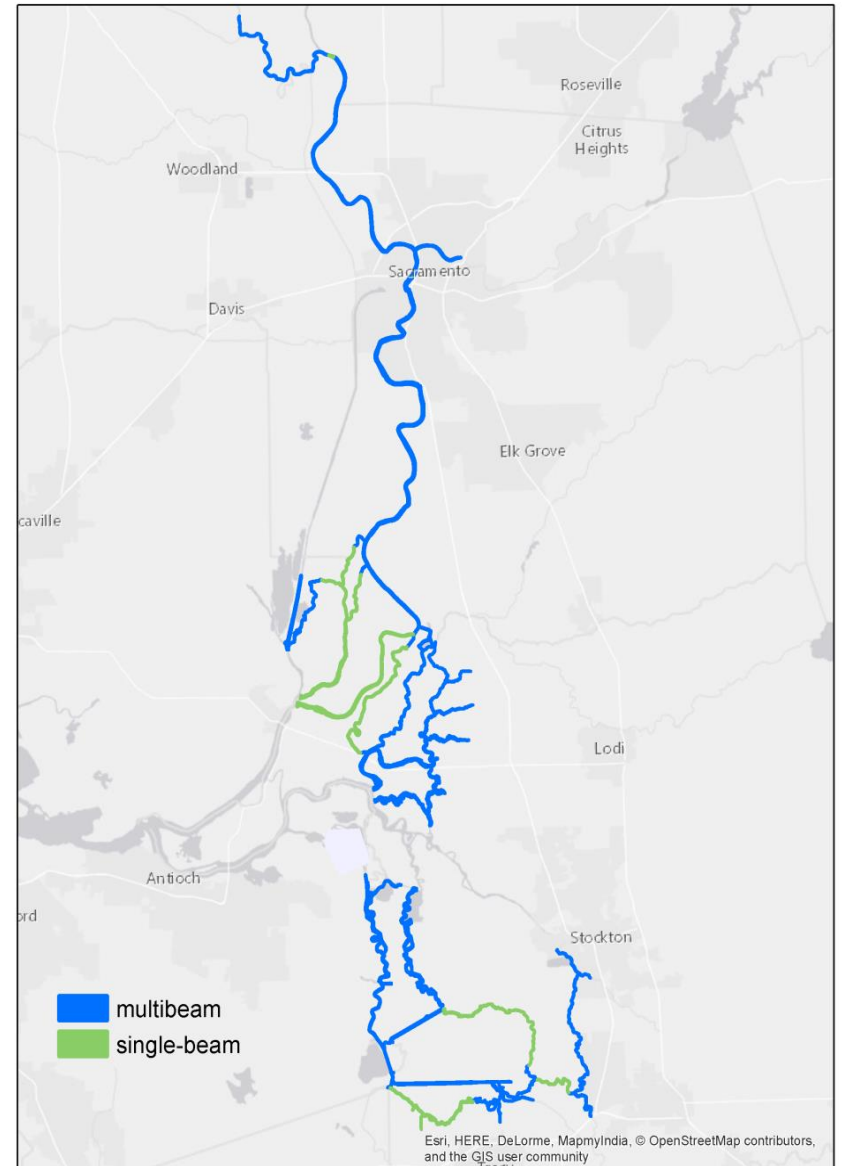 Roseville
Citrus
Heights
Woodland
Sacramento
Davis
Elk Grove
caville
Lodi
Antioch
ord
Stockton
multibeam
single-beam
Esri, HERE, DeLorme, MapmyIndia, © OpenStreetMap contributors,
and the GIS user community